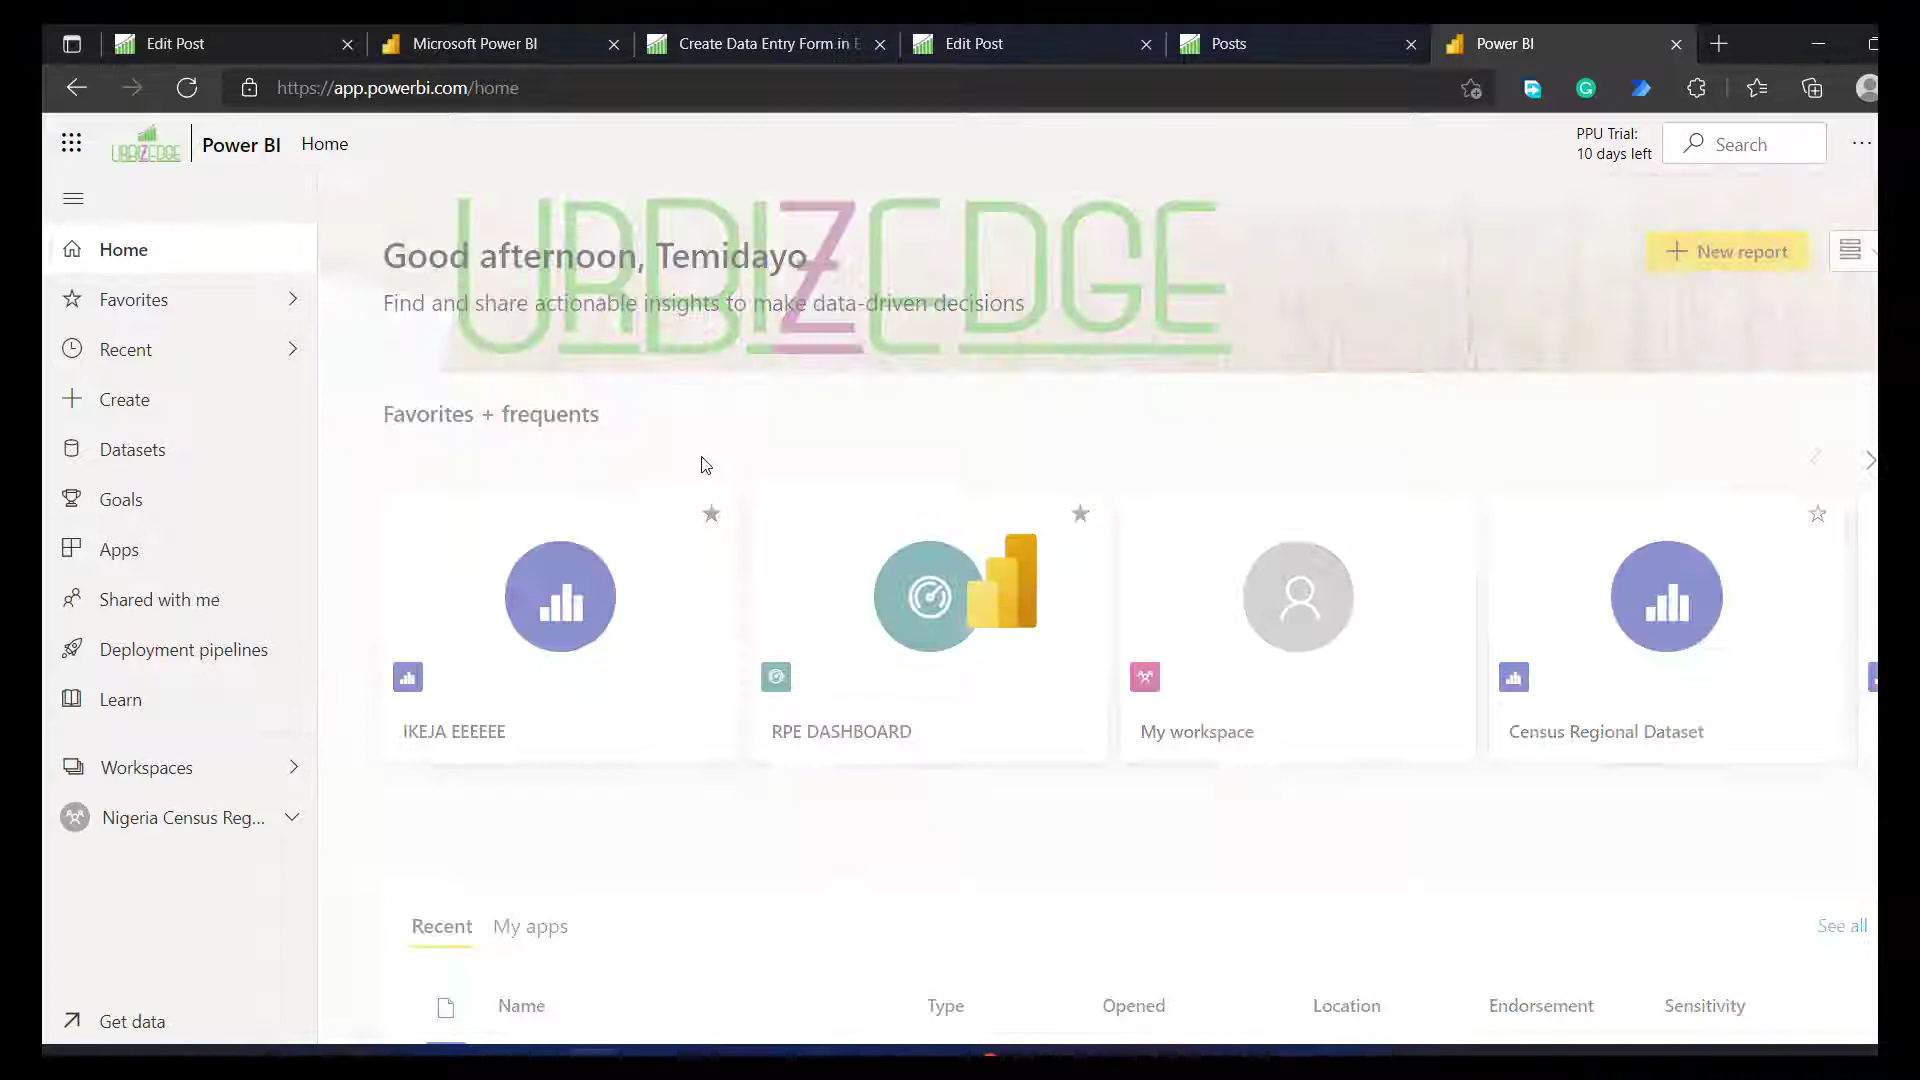 Edit Post
Microsoft Power BI
Create Data Entry Form in E
Edit Post
Posts
Power BI
https://app.powerbi.com/home
URBIZEDGE
Power BI
Home
PPU Trial:
10 days left
Search
Home
Favorites
Recent
Create
Datasets
Goals
Apps
Shared with me
Deployment pipelines
Learn
Workspaces
Nigeria Census Reg...
Get data
URBIZEDGE
Good afternoon, Temidayo
Find and share actionable insights to make data-driven decisions
New report
Favorites + frequents
IKEJA EEEEEE
RPE DASHBOARD
My workspace
Census Regional Dataset
Recent
My apps
See all
Name
Type
Opened
Location
Endorsement
Sensitivity